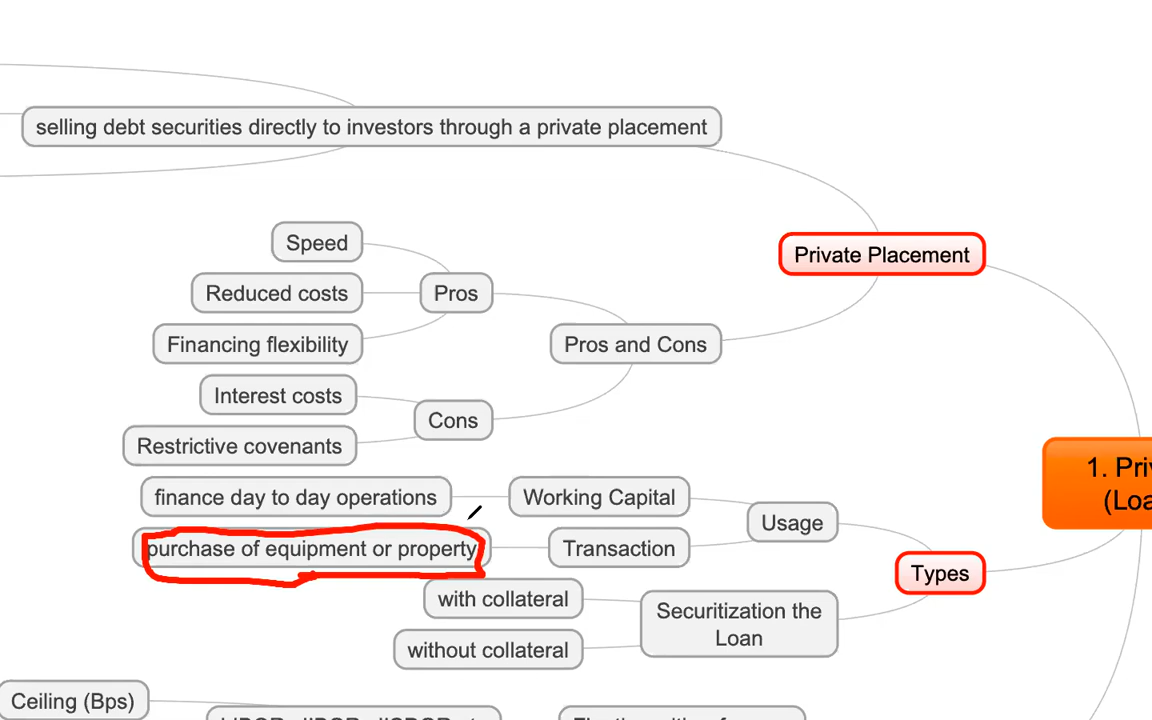 selling debt securities directly to investors through a private placement
Private Placement
Speed
Reduced costs
Pros
Financing flexibility
Pros and Cons
Interest costs
Cons
Restrictive covenants
1. Pri
(Loa
finance day to day operations
Working Capital
Usage
purchase of equipment or property
Transaction
Types
with collateral
Securitization the
Loan
without collateral
Ceiling (Bps)